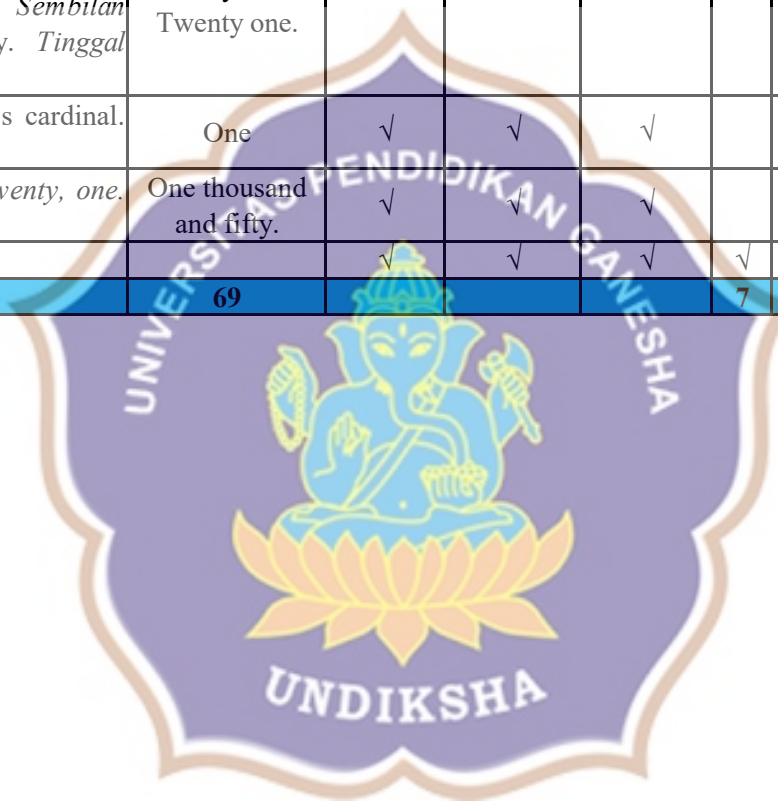 Sembilan
y. Tinggal
Twenty one.
s cardinal.
One
√ √ √
wenty, one.
One thousand
and fifty.
√ √ √
√ √ √ √
69 7
UNIVERSITAS PENDIDIKAN GANESHA
UNDIKSHA